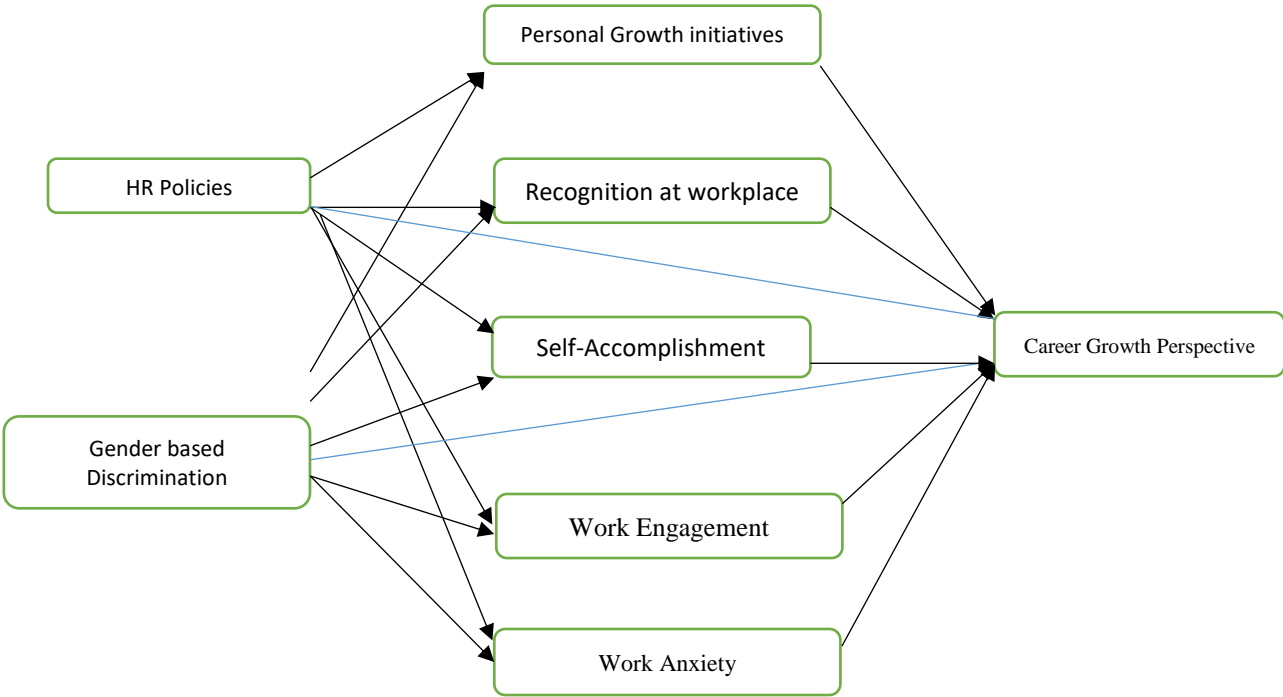 Personal Growth initiatives
HR Policies
Recognition at workplace
Self-Accomplishment
Career Growth Perspective
Gender based
Discrimination
Work Engagement
Work Anxiety